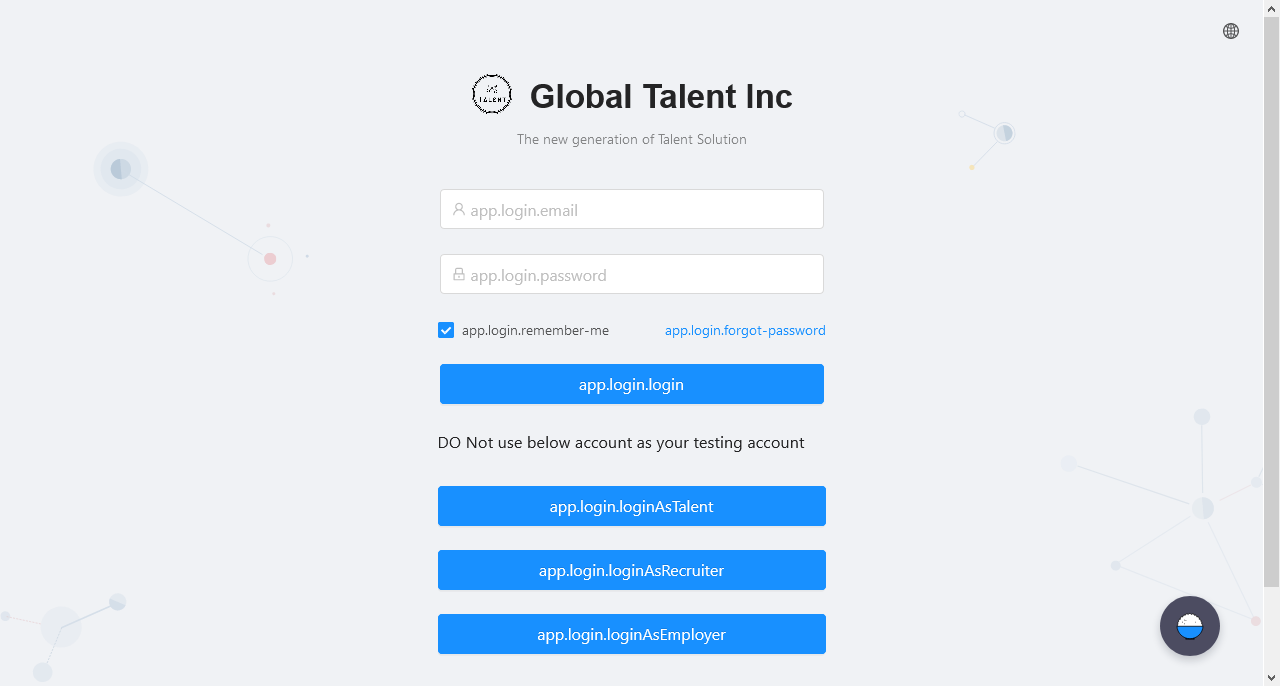 TALENT
Global Talent Inc
The new generation of Talent Solution
app.login.email
app.login.password
app.login.remember-me app.login.forgot-password
app.login.login
DO Not use below account as your testing account
app.login.loginAsTalent
app.login.loginAsRecruiter
app.login.loginAsEmployer